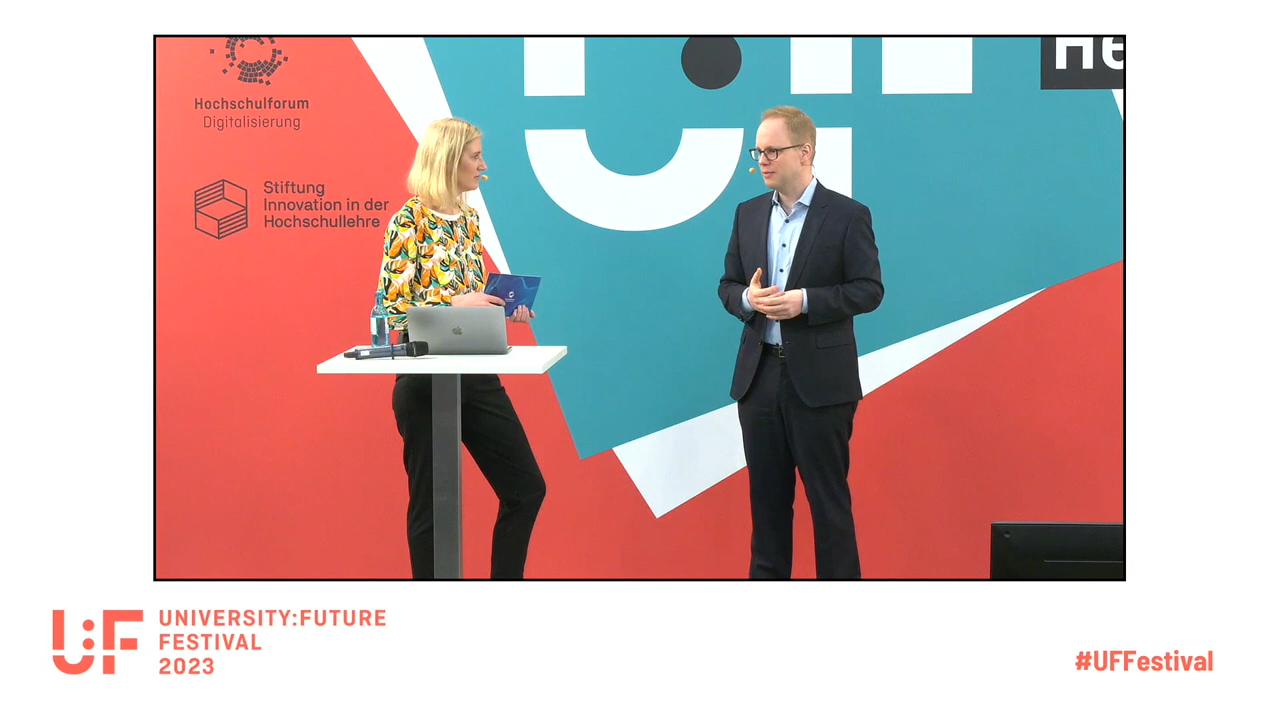 Hochschulforum
Digitalisierung
Stiftung
Innovation in der
Hochschullehre
UNIVERSITY:FUTURE
FESTIVAL
2023
U:F
#UFFestival